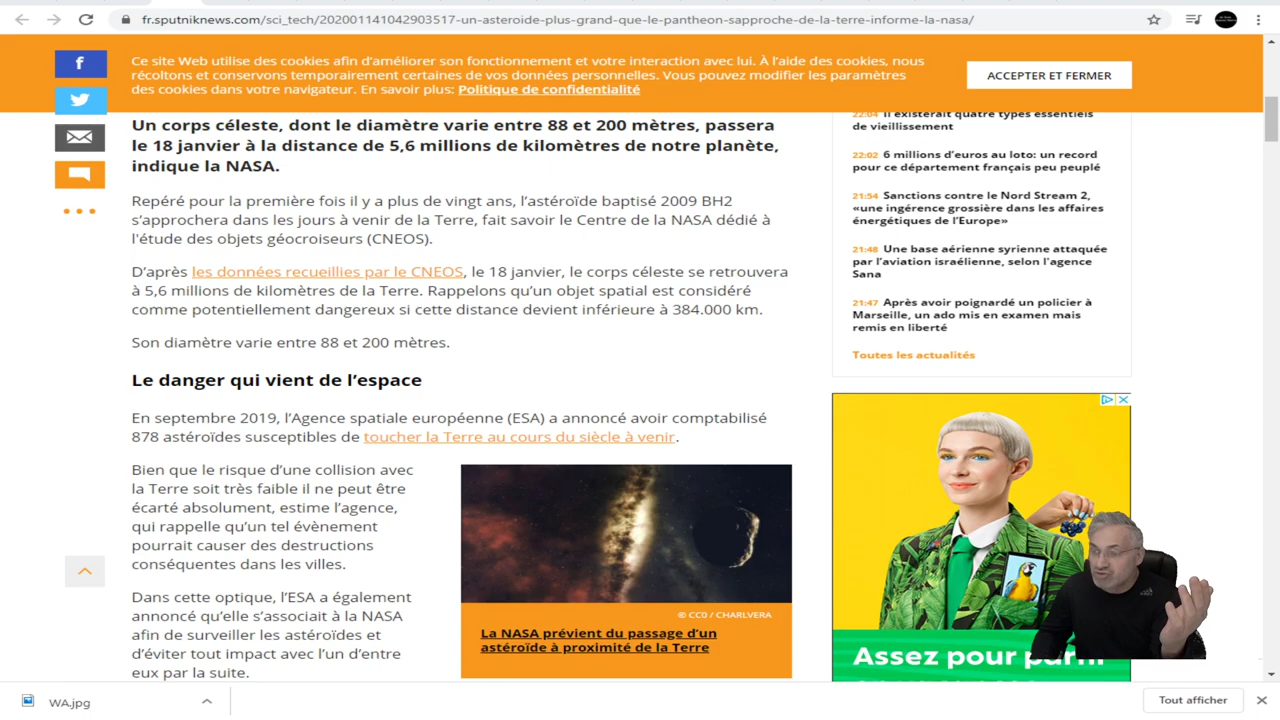 fr.sputniknews.com/sci_tech/202001141042903517-un-asteroide-plus-grand-que-le-pantheon-sapproche-de-la-terre-informe-la-nasa/
Ce site Web utilise des cookies afin d'améliorer son fonctionnement et votre interaction avec lui. À l'aide des cookies, nous
récoltons et conservons temporairement certaines de vos données personnelles. Vous pouvez modifier les paramètres
des cookies dans votre navigateur. En savoir plus: Politique de confidentialité
ACCEPTER ET FERMER
Un corps céleste, dont le diamètre varie entre 88 et 200 mètres, passera
le 18 janvier à la distance de 5,6 millions de kilomètres de notre planète,
indique la NASA.
Repéré pour la première fois il y a plus de vingt ans, l'astéroïde baptisé 2009 BH2
s'approchera dans les jours à venir de la Terre, fait savoir le Centre de la NASA dédié à
l'étude des objets géocroiseurs (CNEOS).
D'après les données recueillies par le CNEOS, le 18 janvier, le corps céleste se retrouvera
à 5,6 millions de kilomètres de la Terre. Rappelons qu'un objet spatial est considéré
comme potentiellement dangereux si cette distance devient inférieure à 384.000 km.
Son diamètre varie entre 88 et 200 mètres.
Le danger qui vient de l'espace
En septembre 2019, l'Agence spatiale européenne (ESA) a annoncé avoir comptabilisé
878 astéroïdes susceptibles de toucher la Terre au cours du siècle à venir.
Bien que le risque d'une collision avec
la Terre soit très faible il ne peut être
écarté absolument, estime l'agence,
qui rappelle qu'un tel évènement
pourrait causer des destructions
conséquentes dans les villes.
Dans cette optique, l'ESA a également
annoncé qu'elle s'associait à la NASA
afin de surveiller les astéroïdes et
d'éviter tout impact avec l'un d'entre
eux par la suite.
© CC0 / CHARLVERA
La NASA prévient du passage d'un
astéroïde à proximité de la Terre
22:04 Il existerait quatre types essentiels
de vieillissement
22:02 6 millions d'euros au loto: un record
pour ce département français peu peuplé
21:54 Sanctions contre le Nord Stream 2,
«une ingérence grossière dans les affaires
énergétiques de l'Europe»
21:48 Une base aérienne syrienne attaquée
par l'aviation israélienne, selon l'agence
Sana
21:47 Après avoir poignardé un policier à
Marseille, un ado mis en examen mais
remis en liberté
Toutes les actualités
Assez pour
WA.jpg
Tout afficher